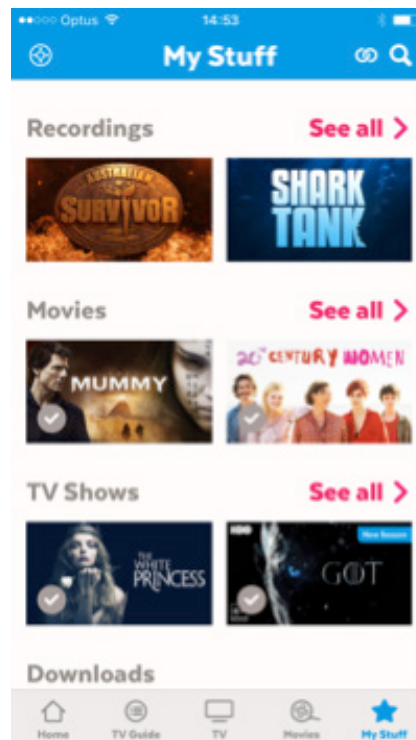 Optus 14:53
My Stuff
Recordings See all
AUSTRALIAN
SURVIVOR
SHARK
TANK
Movies See all
MUMMY
20TH CENTURY WOMEN
TV Shows See all
THE
WHITE
PRINCESS
HBO New Season
GOT
Downloads
Home TV Guide TV Movies My Stuff